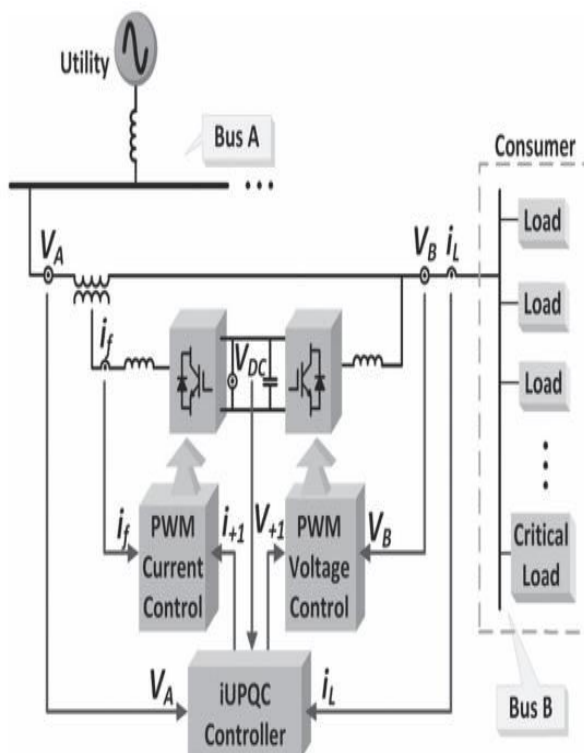 Utility
Bus A
Consumer
V_A
V_B i_L
Load
Load
Load
i_f
V_DC
i_f
PWM
Current
Control
i_+1
V_+1
PWM
Voltage
Control
V_B
Critical
Load
V_A
iUPQC
Controller
i_L
Bus B